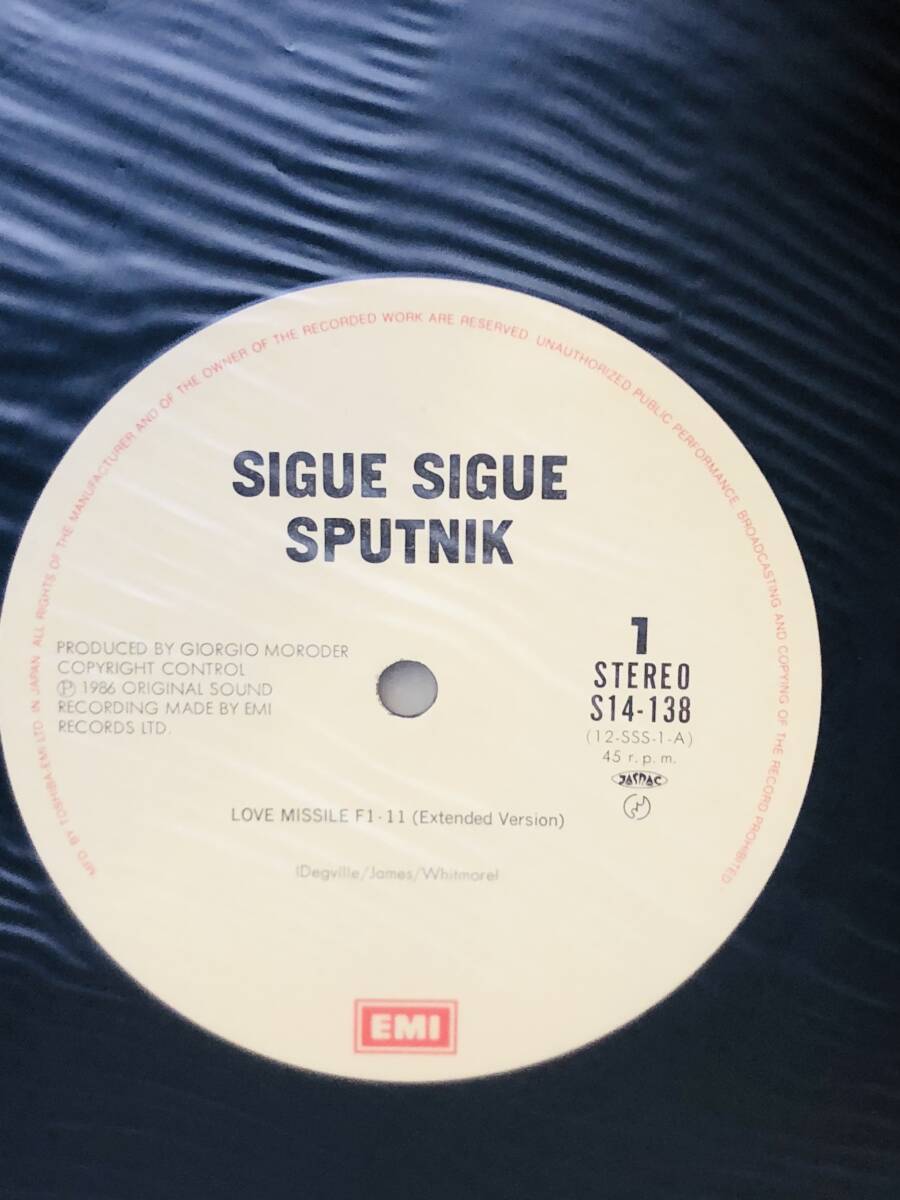 MFD. BY TOSHIBA-EMI LTD. IN JAPAN. ALL RIGHTS OF THE MANUFACTURER AND OF THE OWNER OF THE RECORDED WORK ARE RESERVED. UNAUTHORIZED PUBLIC PERFORMANCE, BROADCASTING AND COPYING OF THE RECORD PROHIBITED.
SIGUE SIGUE
SPUTNIK
PRODUCED BY GIORGIO MORODER
COPYRIGHT CONTROL
℗ 1986 ORIGINAL SOUND
RECORDING MADE BY EMI
RECORDS LTD.
1
STEREO
S14-138
(12-SSS-1-A)
45 r.p.m.
JASRAC
LOVE MISSILE F1-11 (Extended Version)
(Degville/James/Whitmore)
EMI